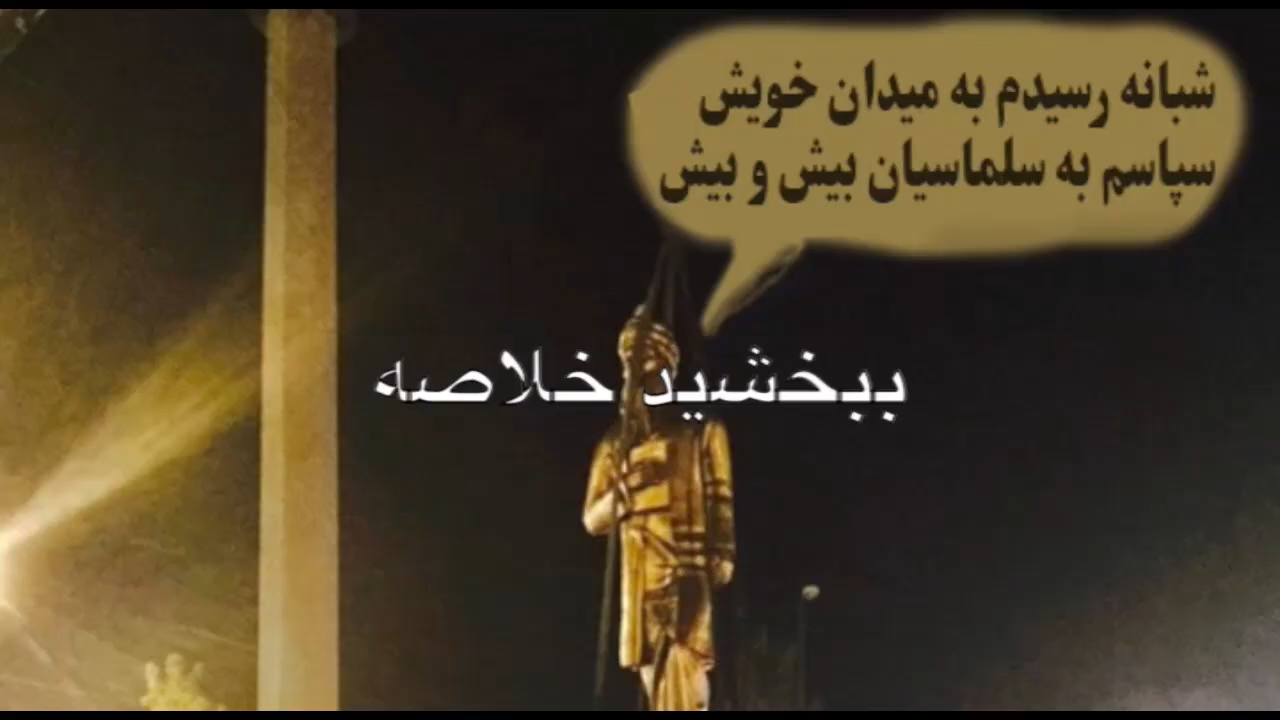 شبانه رسیدم به میدان خویش
سپاسم به سلماسیان بیش و بیش
ببخشید خلاصه